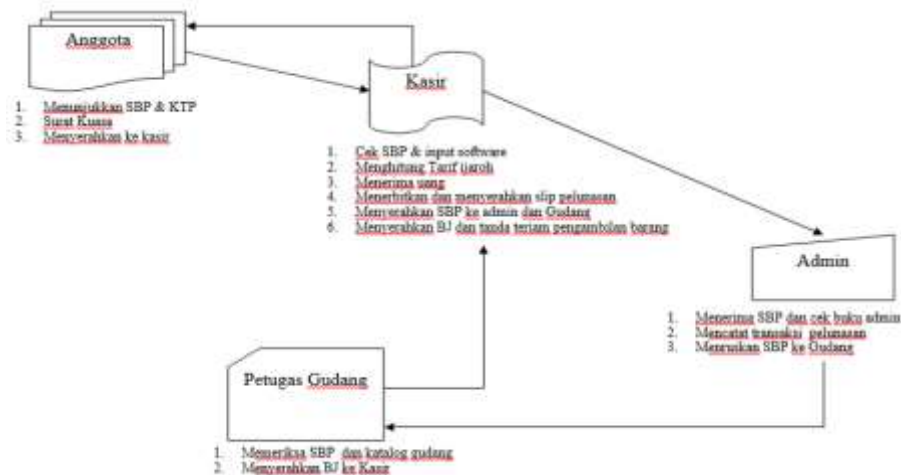 Anggota
1. Menunjukkan SBP & KTP
2. Surat Kuasa
3. Menyerahkan ke kasir
Kasir
1. Cek SBP & input software
2. Menghitung Tarif ijaroh
3. Menerima uang
4. Menerbitkan dan menyerahkan slip pelunasan
5. Menyerahkan SBP ke admin dan Gudang
6. Menyerahkan BJ dan tanda teriam pengambilan barang
Admin
1. Menerima SBP dan cek buku admin
2. Mencatat transaksi pelunasan
3. Menruskan SBP ke Gudang
Petugas Gudang
1. Memeriksa SBP dan katalog gudang
2. Menyerahkan BJ ke Kasir